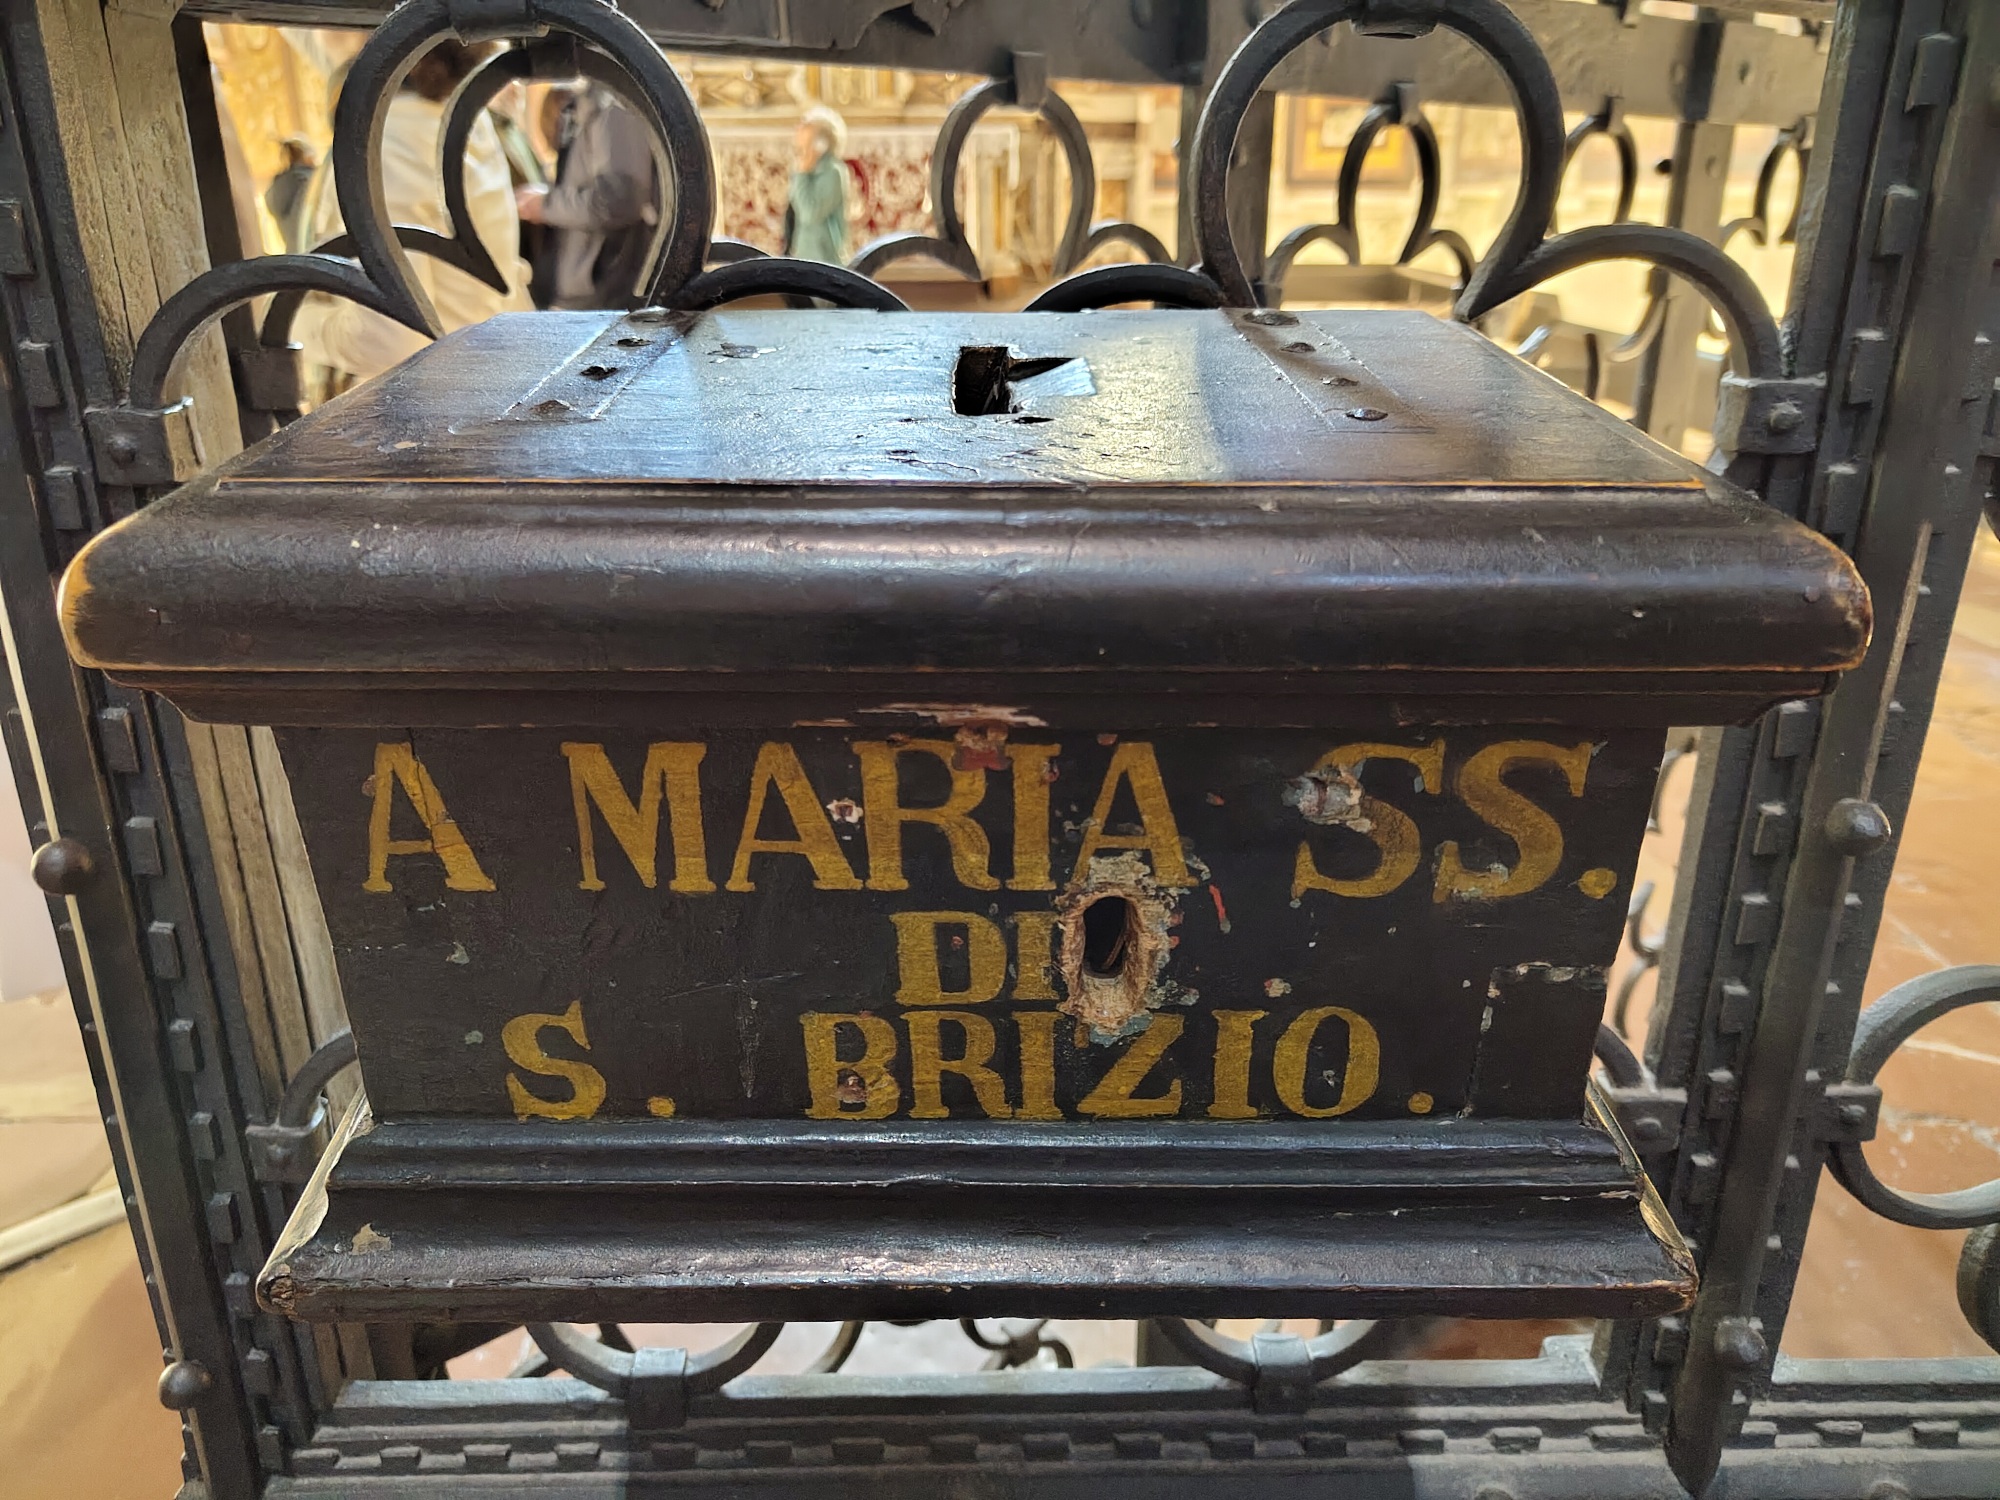 A MARIA SS.
DI
S. BRIZIO.